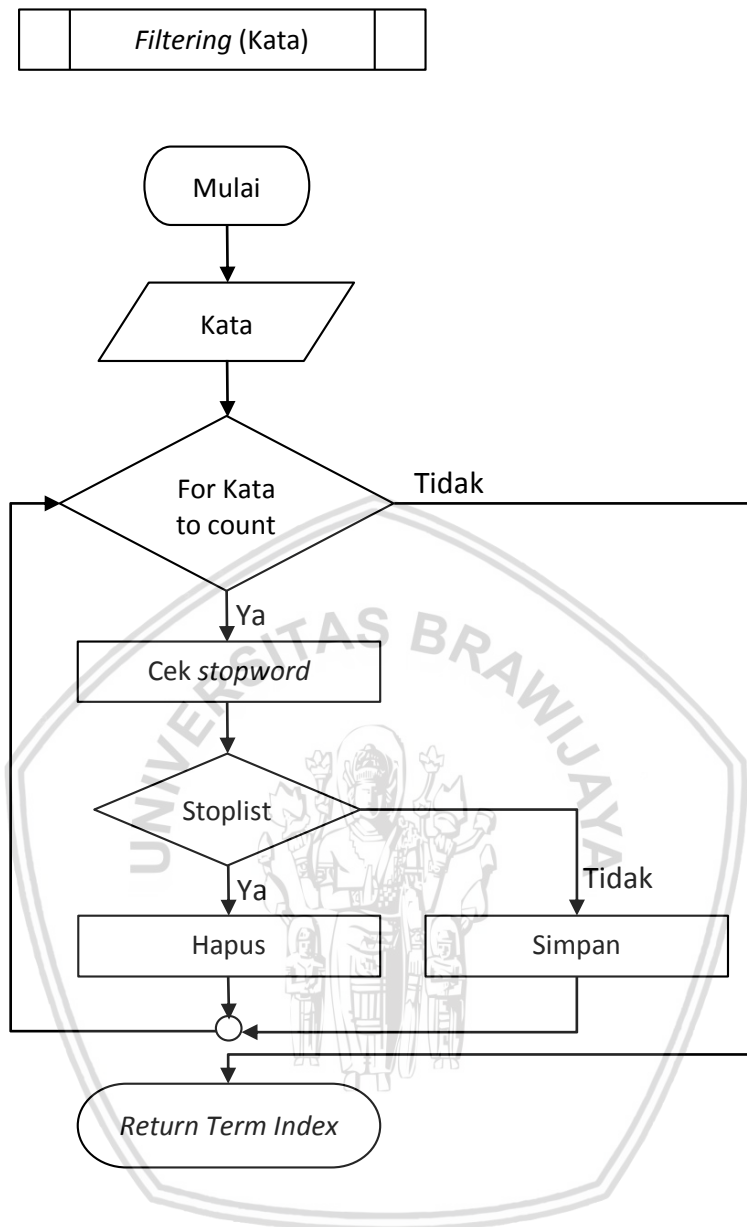 Filtering (Kata)
Mulai
Kata
For Kata
to count
Tidak
Ya
Cek stopword
Stoplist
Ya
Tidak
Hapus
Simpan
Return Term Index
UNIVERSITAS BRAWIJAYA